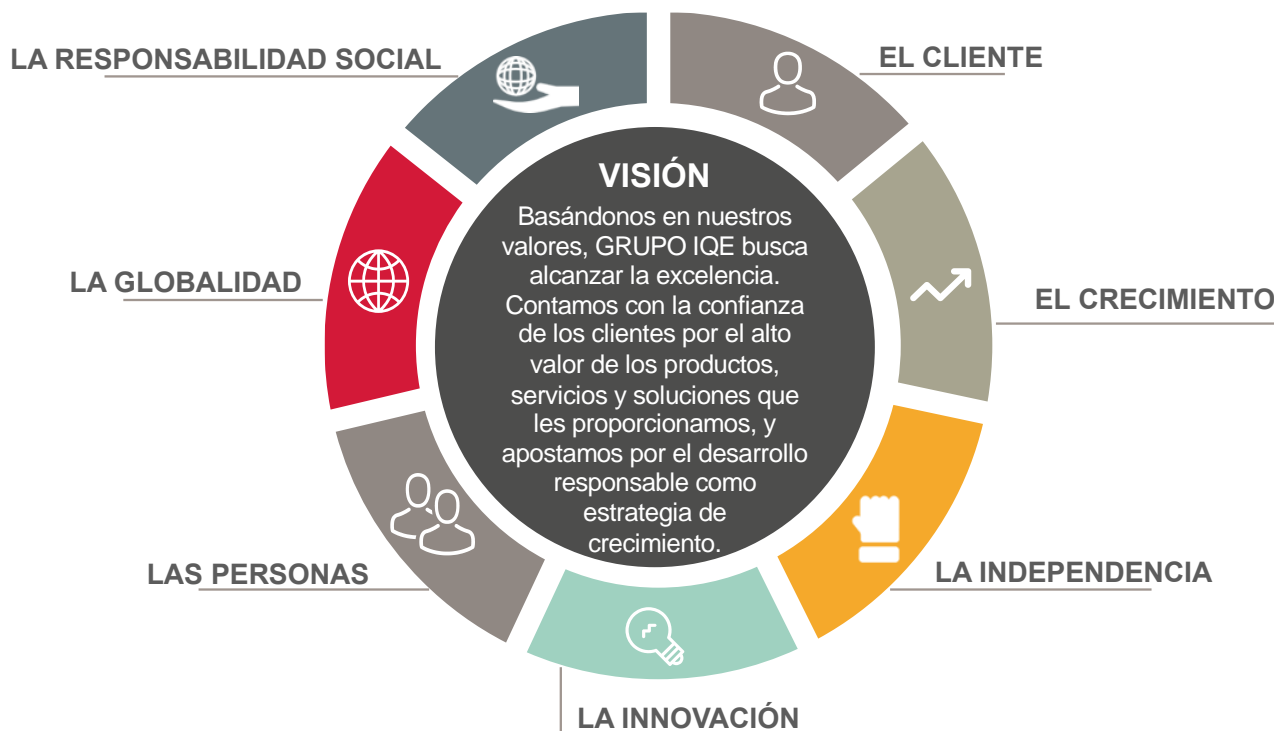 LA RESPONSABILIDAD SOCIAL
EL CLIENTE
VISIÓN
Basándonos en nuestros
valores, GRUPO IQE busca
alcanzar la excelencia.
Contamos con la confianza
de los clientes por el alto
valor de los productos,
servicios y soluciones que
les proporcionamos, y
apostamos por el desarrollo
responsable como
estrategia de
crecimiento.
LA GLOBALIDAD
EL CRECIMIENTO
LAS PERSONAS
LA INDEPENDENCIA
LA INNOVACIÓN